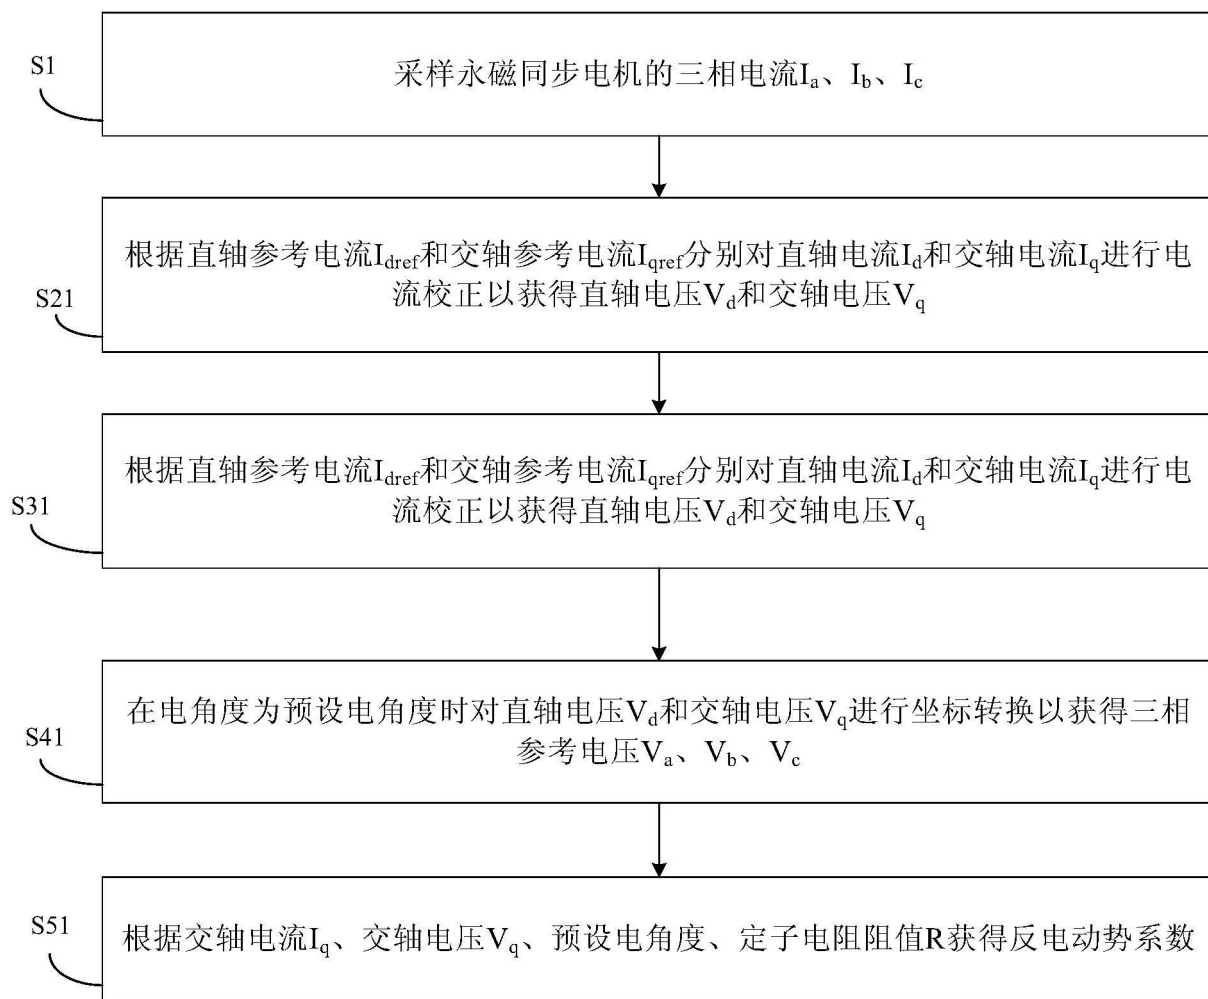 S1
采样永磁同步电机的三相电流Ia、Ib、Ic
S21
根据直轴参考电流Idref和交轴参考电流Iqref分别对直轴电流Id和交轴电流Iq进行电
流校正以获得直轴电压Vd和交轴电压Vq
S31
根据直轴参考电流Idref和交轴参考电流Iqref分别对直轴电流Id和交轴电流Iq进行电
流校正以获得直轴电压Vd和交轴电压Vq
S41
在电角度为预设电角度时对直轴电压Vd和交轴电压Vq进行坐标转换以获得三相
参考电压Va、Vb、Vc
S51
根据交轴电流Iq、交轴电压Vq、预设电角度、定子电阻阻值R获得反电动势系数